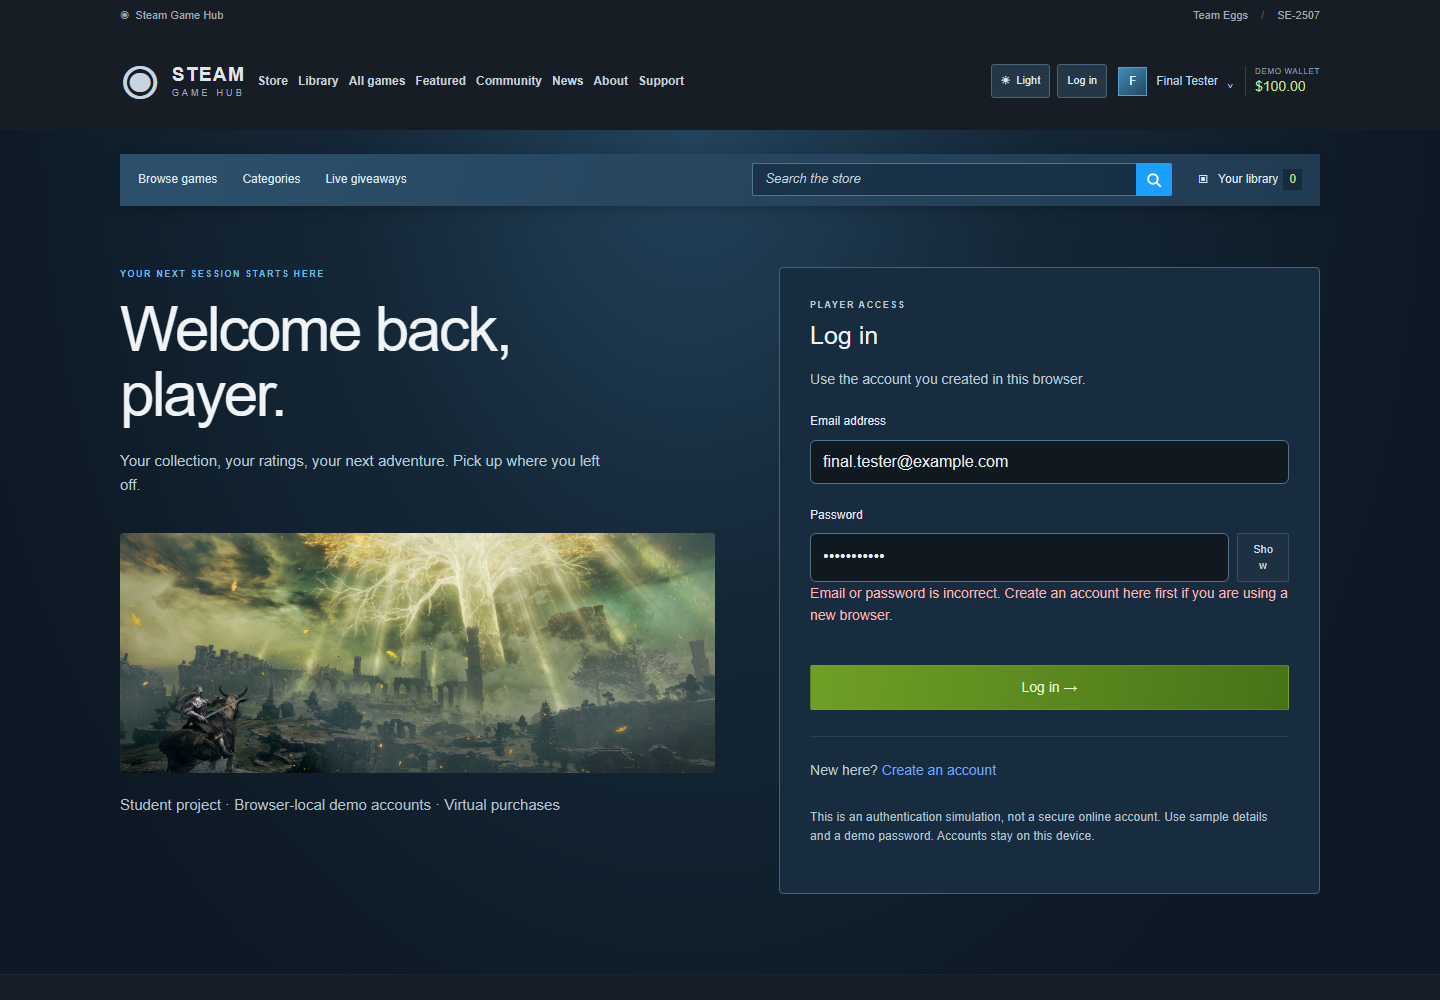 Steam Game Hub
Team Eggs / SE-2507
STEAM
GAME HUB
Store Library All games Featured Community News About Support
Light
Log in
F
Final Tester
DEMO WALLET
$100.00
Browse games Categories Live giveaways
Search the store
Your library 0
YOUR NEXT SESSION STARTS HERE
Welcome back,
player.
Your collection, your ratings, your next adventure. Pick up where you left
off.
Student project · Browser-local demo accounts · Virtual purchases
PLAYER ACCESS
Log in
Use the account you created in this browser.
Email address
final.tester@example.com
Password
•••••••••••
Sho
w
Email or password is incorrect. Create an account here first if you are using a
new browser.
Log in →
New here? Create an account
This is an authentication simulation, not a secure online account. Use sample details
and a demo password. Accounts stay on this device.